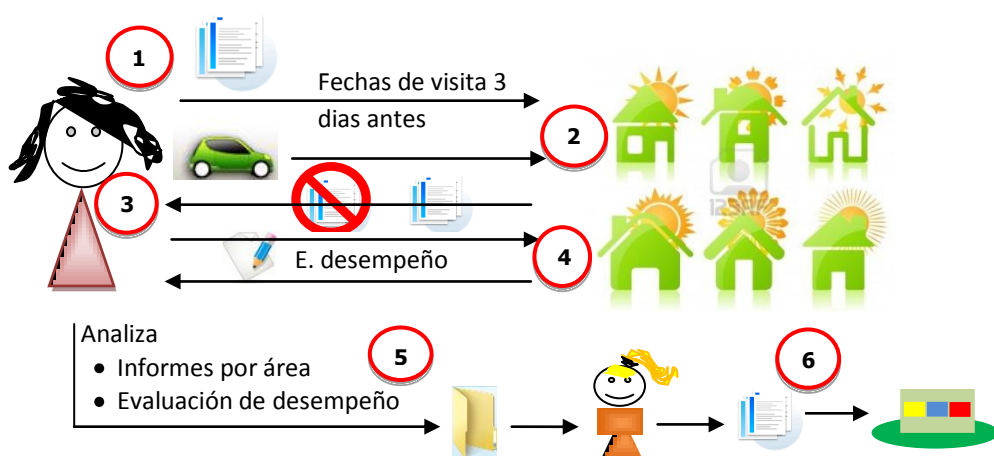 1
Fechas de visita 3
dias antes
2
3
E. desempeño
4
Analiza
• Informes por área
• Evaluación de desempeño
5
6